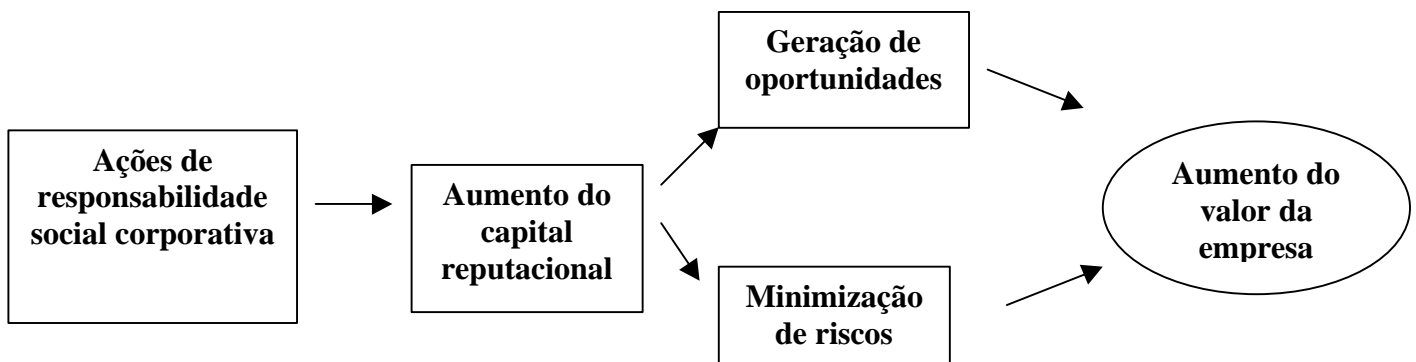 Ações de
responsabilidade
social corporativa
Aumento do
capital
reputacional
Geração de
oportunidades
Minimização
de riscos
Aumento do
valor da
empresa